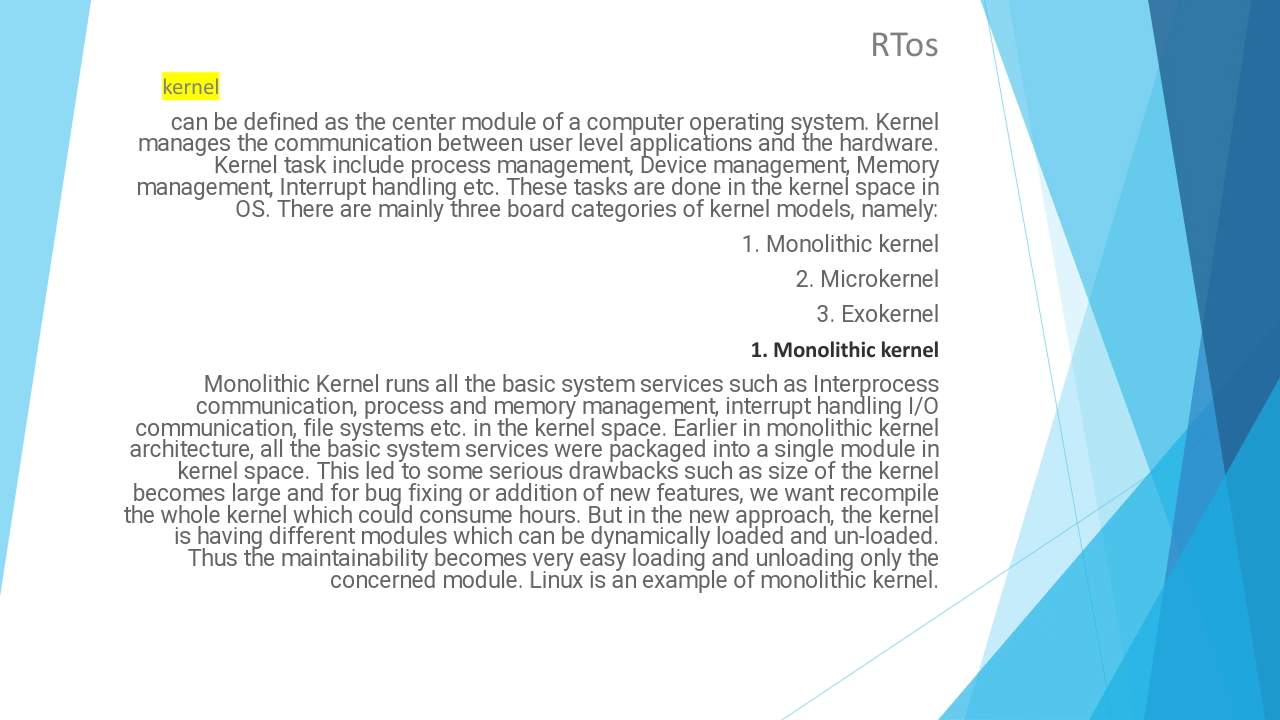 RTos
kernel
can be defined as the center module of a computer operating system. Kernel
manages the communication between user level applications and the hardware.
Kernel task include process management, Device management, Memory
management, Interrupt handling etc. These tasks are done in the kernel space in
OS. There are mainly three board categories of kernel models, namely:
1. Monolithic kernel
2. Microkernel
3. Exokernel
1. Monolithic kernel
Monolithic Kernel runs all the basic system services such as Interprocess
communication, process and memory management, interrupt handling I/O
communication, file systems etc. in the kernel space. Earlier in monolithic kernel
architecture, all the basic system services were packaged into a single module in
kernel space. This led to some serious drawbacks such as size of the kernel
becomes large and for bug fixing or addition of new features, we want recompile
the whole kernel which could consume hours. But in the new approach, the kernel
is having different modules which can be dynamically loaded and un-loaded.
Thus the maintainability becomes very easy loading and unloading only the
concerned module. Linux is an example of monolithic kernel.